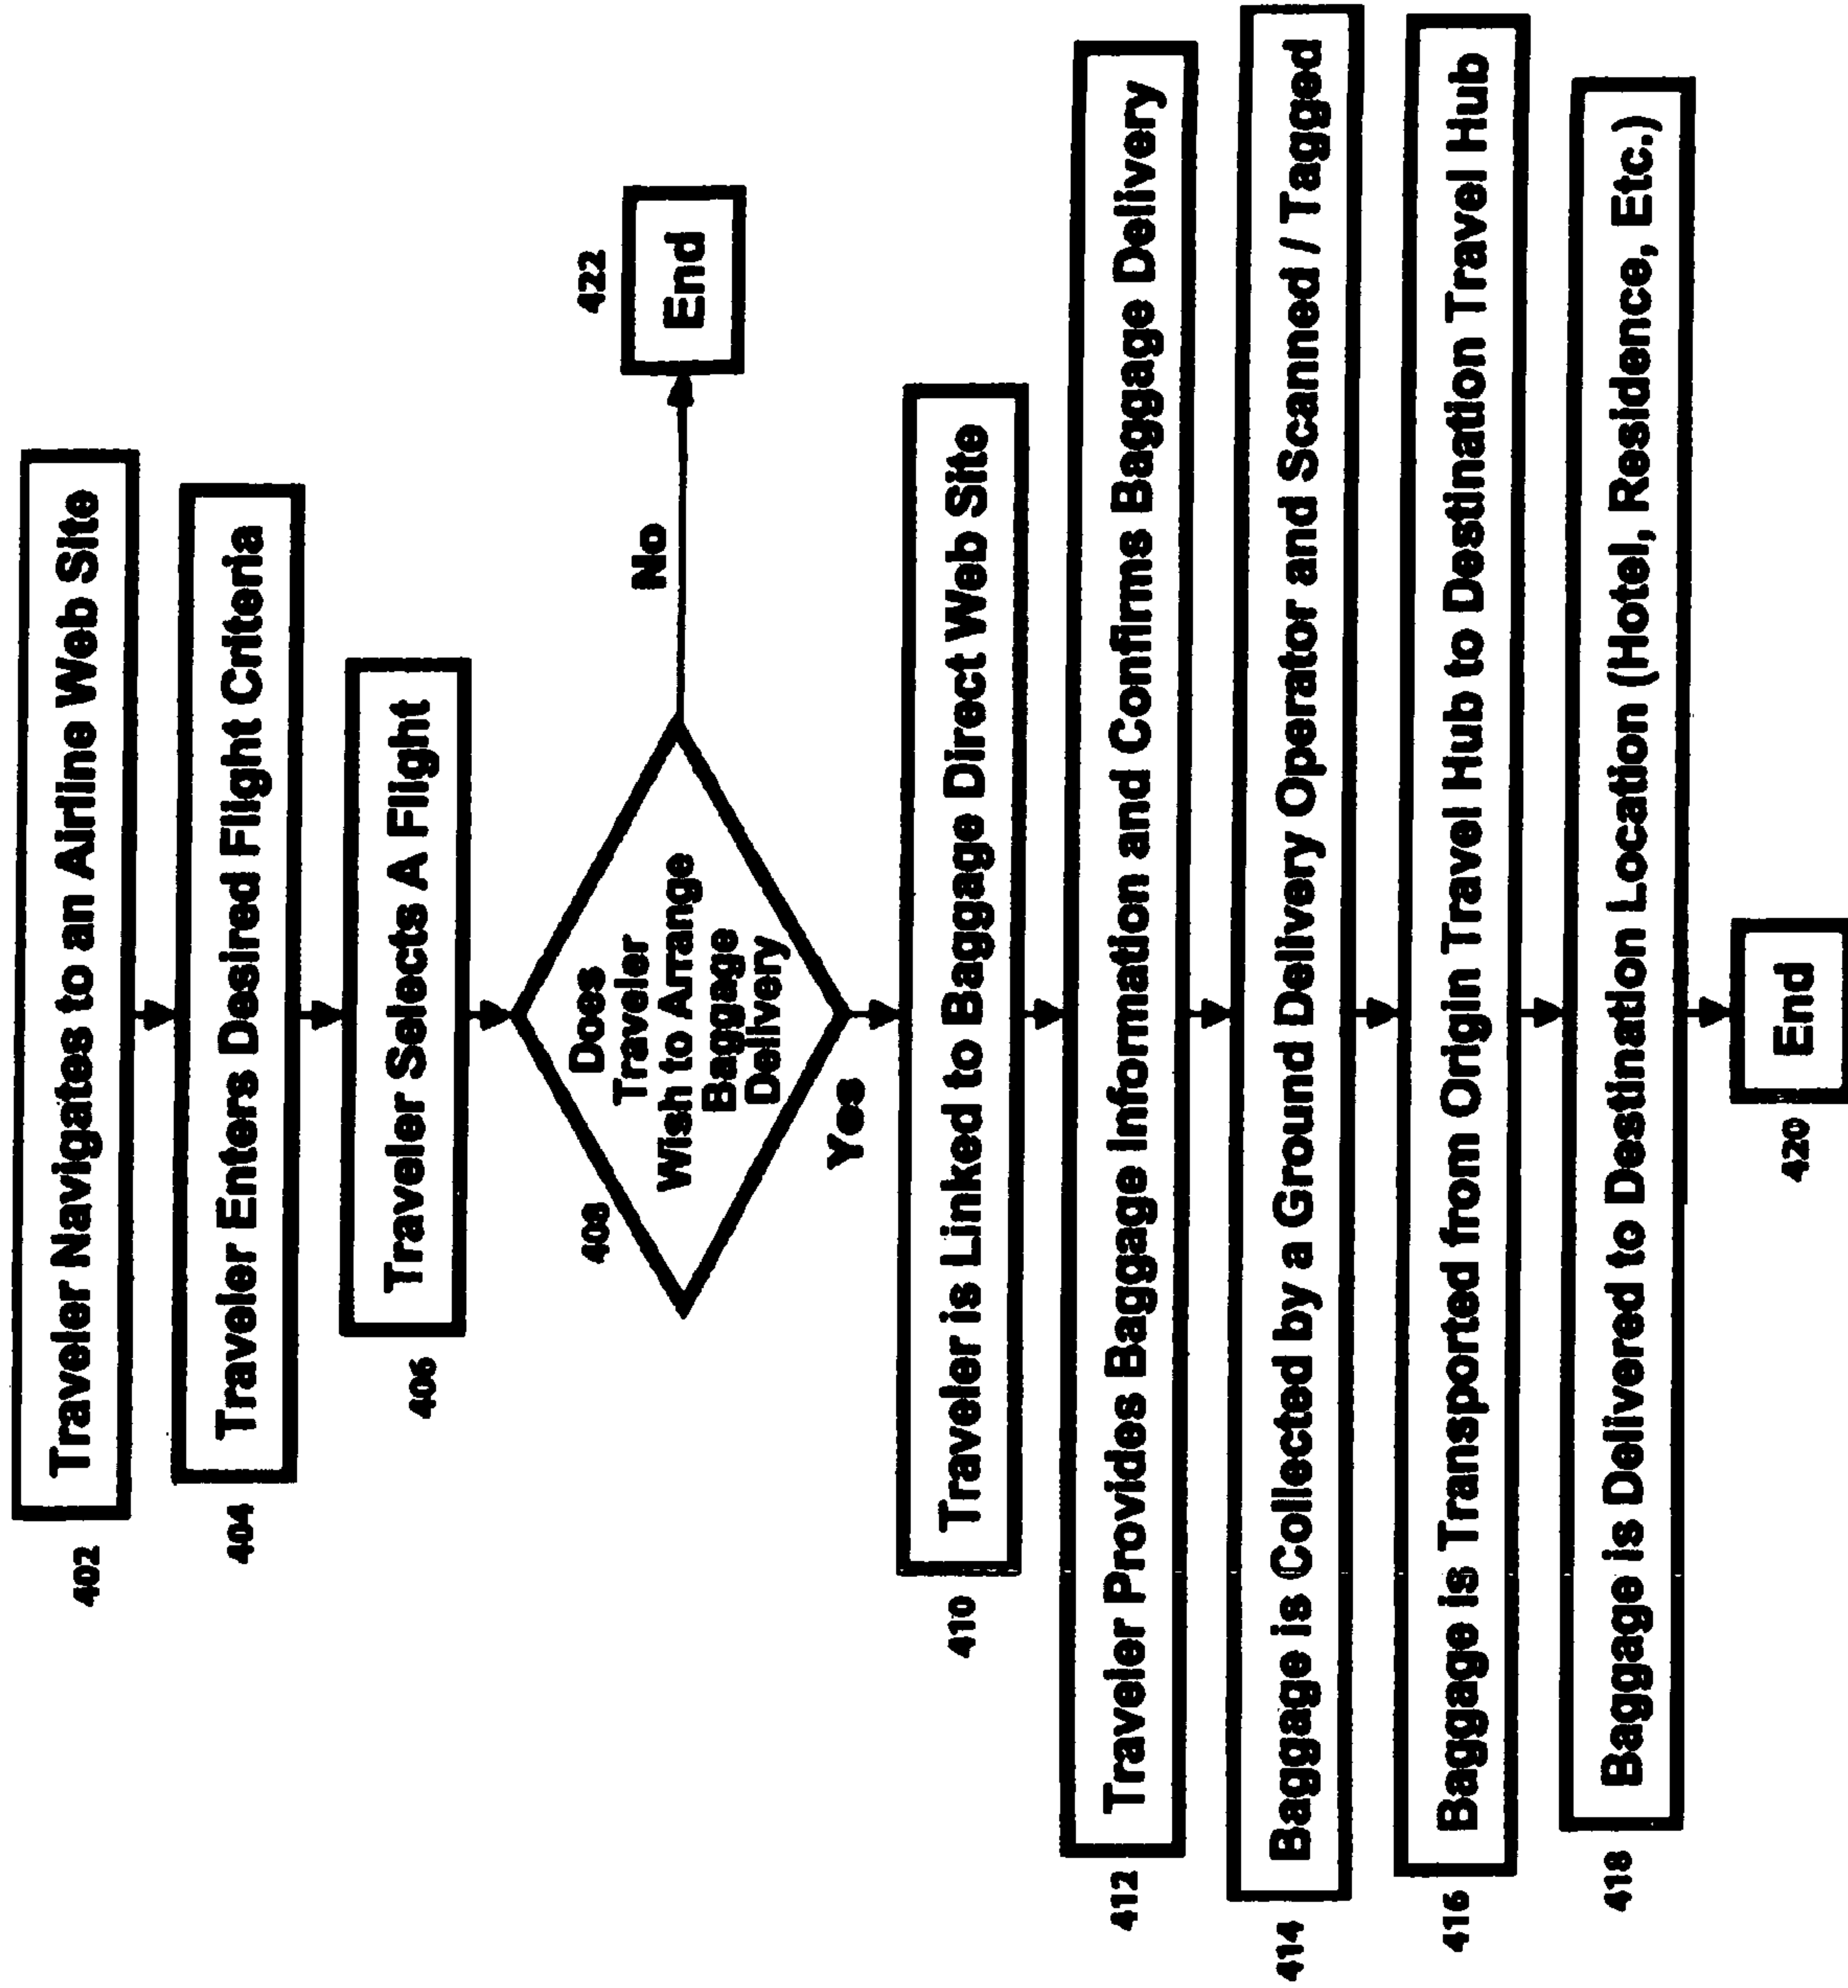 402
Traveler Navigates to an Airline Web Site
404
Traveler Enters Desired Flight Criteria
406
Traveler Selects A Flight
408
Does
Traveler
Wish to Arrange
Baggage
Delivery
No
422
End
Yes
410
Traveler is Linked to Baggage Direct Web Site
412
Traveler Provides Baggage Information and Confirms Baggage Delivery
414
Baggage is Collected by a Ground Delivery Operator and Scanned / Tagged
416
Baggage is Transported from Origin Travel Hub to Destination Travel Hub
418
Baggage is Delivered to Destination Location (Hotel, Residence, Etc.)
420
End